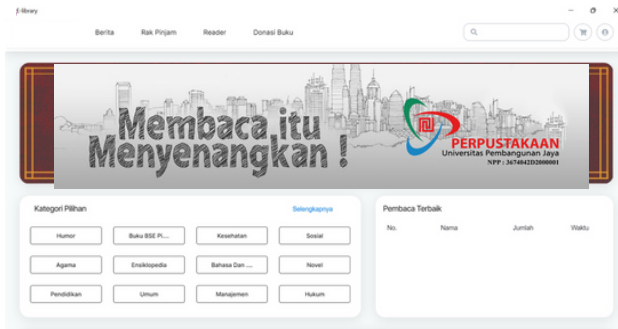 ʃ-library
Berita Rak Pinjam Reader Donasi Buku
Membaca itu
Menyenangkan !
PERPUSTAKAAN
Universitas Pembangunan Jaya
NPP : 3674042D2000001
Kategori Pilihan Selengkapnya
Humor Buku BSE Pi.... Kesehatan Sosial
Agama Ensiklopedia Bahasa Dan .... Novel
Pendidikan Umum Manajemen Hukum
Pembaca Terbaik
No. Nama Jumlah Waktu